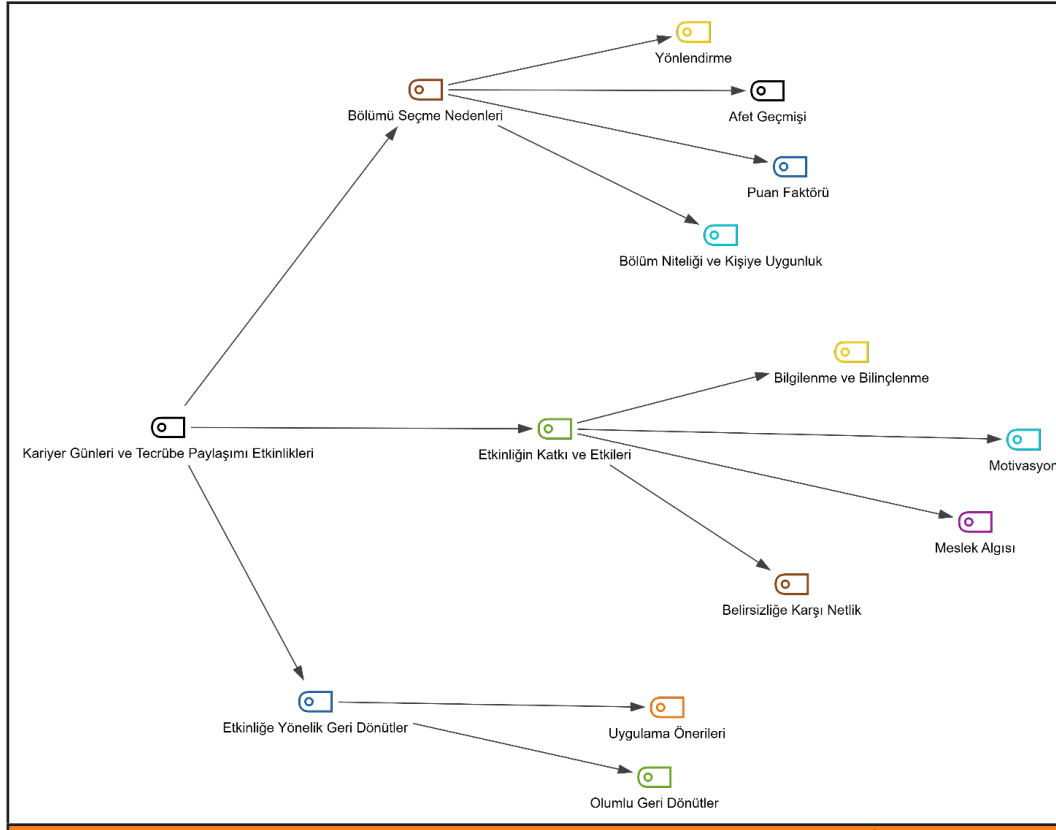 Yönlendirme
Bölümü Seçme Nedenleri
Afet Geçmişi
Puan Faktörü
Bölüm Niteliği ve Kişiye Uygunluk
Bilgilenme ve Bilinçlenme
Kariyer Günleri ve Tecrübe Paylaşımı Etkinlikleri
Etkinliğin Katkı ve Etkileri
Motivasyon
Meslek Algısı
Belirsizliğe Karşı Netlik
Etkinliğe Yönelik Geri Dönütler
Uygulama Önerileri
Olumlu Geri Dönütler